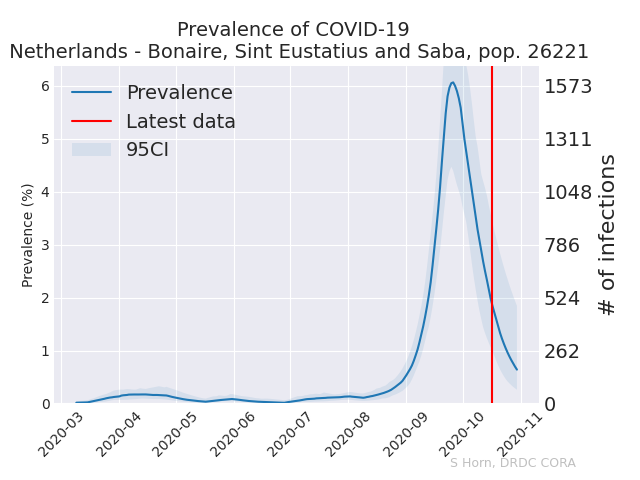 Prevalence of COVID-19
Netherlands - Bonaire, Sint Eustatius and Saba, pop. 26221
Prevalence
Latest data
95CI
Prevalence (%)
6
5
4
3
2
1
0
1573
1311
1048
786
524
262
0
# of infections
2020-03
2020-04
2020-05
2020-06
2020-07
2020-08
2020-09
2020-10
2020-11
S Horn, DRDC CORA